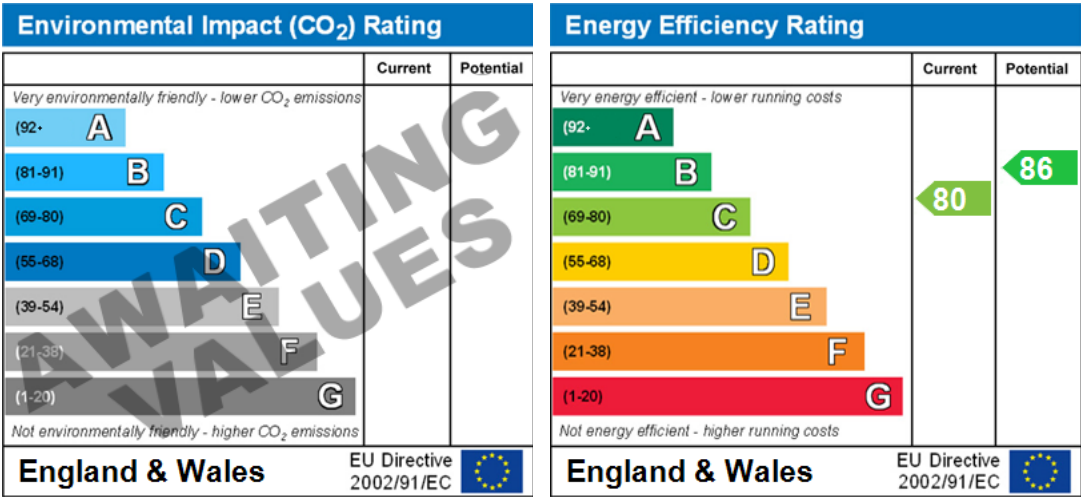 Environmental Impact (CO2) Rating
Current Potential
Very environmentally friendly - lower CO2 emissions
(92+ A
(81-91) B
(69-80) C
(55-68) D
(39-54) E
(21-38) F
(1-20) G
Not environmentally friendly - higher CO2 emissions
AWAITING
VALUES
England & Wales
EU Directive
2002/91/EC
Energy Efficiency Rating
Current Potential
Very energy efficient - lower running costs
(92+ A
(81-91) B
(69-80) C
(55-68) D
(39-54) E
(21-38) F
(1-20) G
80
86
Not energy efficient - higher running costs
England & Wales
EU Directive
2002/91/EC